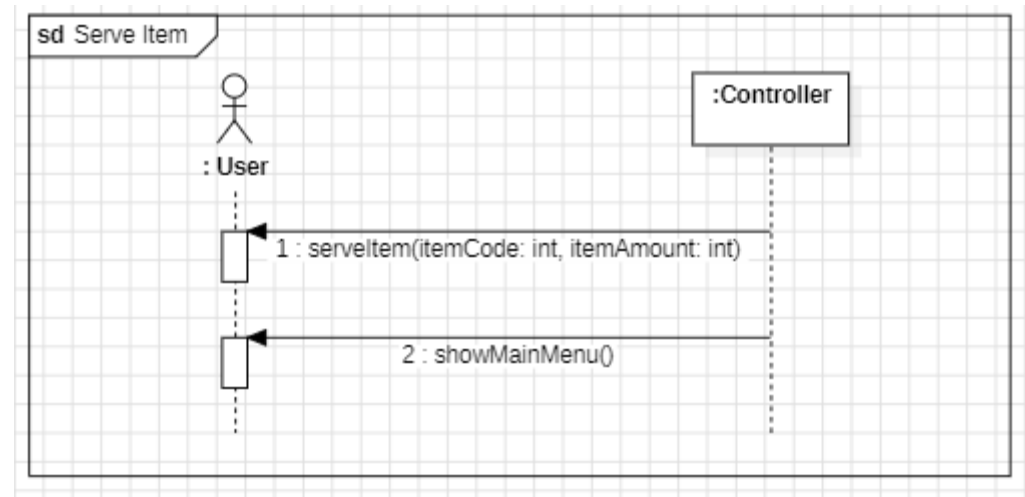 sd Serve Item
:Controller
: User
1 : serveItem(itemCode: int, itemAmount: int)
2 : showMainMenu()